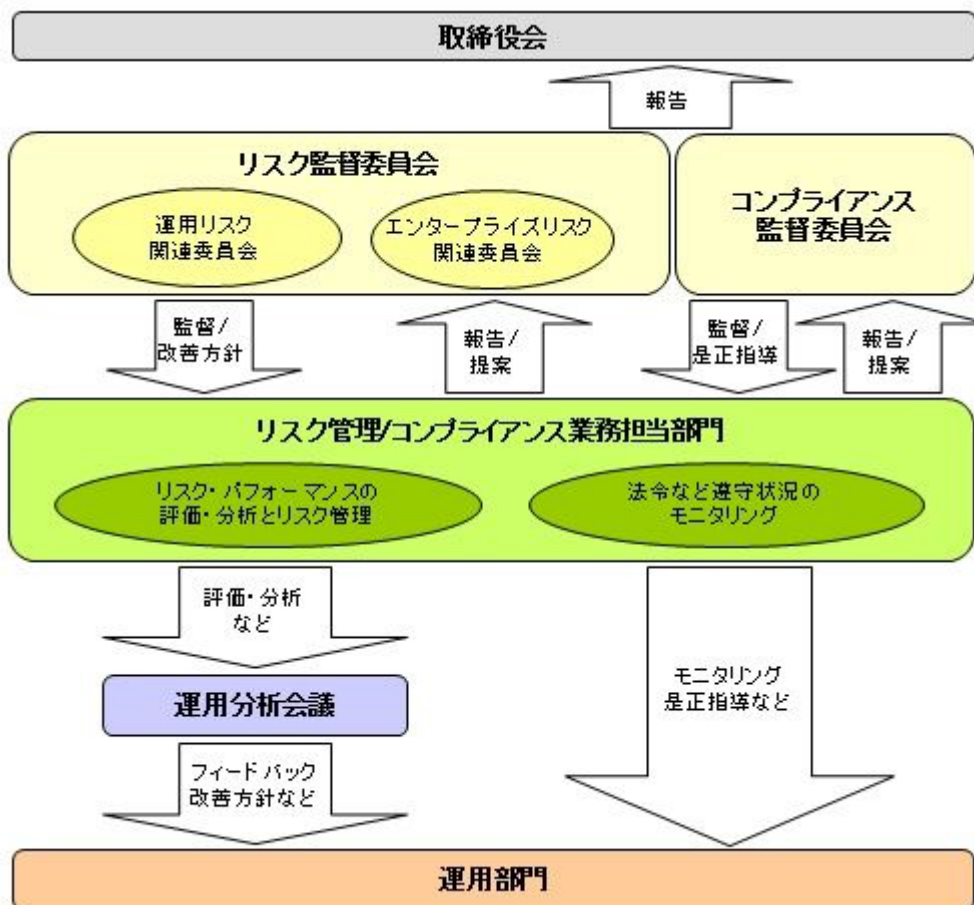 取締役会
報告
リスク監督委員会
運用リスク
関連委員会
エンタープライズリスク
関連委員会
コンプライアンス
監督委員会
監督/
改善方針
報告/
提案
監督/
是正指導
報告/
提案
リスク管理/コンプライアンス業務担当部門
リスク・パフォーマンスの
評価・分析とリスク管理
法令など遵守状況の
モニタリング
評価・分析
など
運用分析会議
フィードバック
改善方針など
モニタリング
是正指導など
運用部門